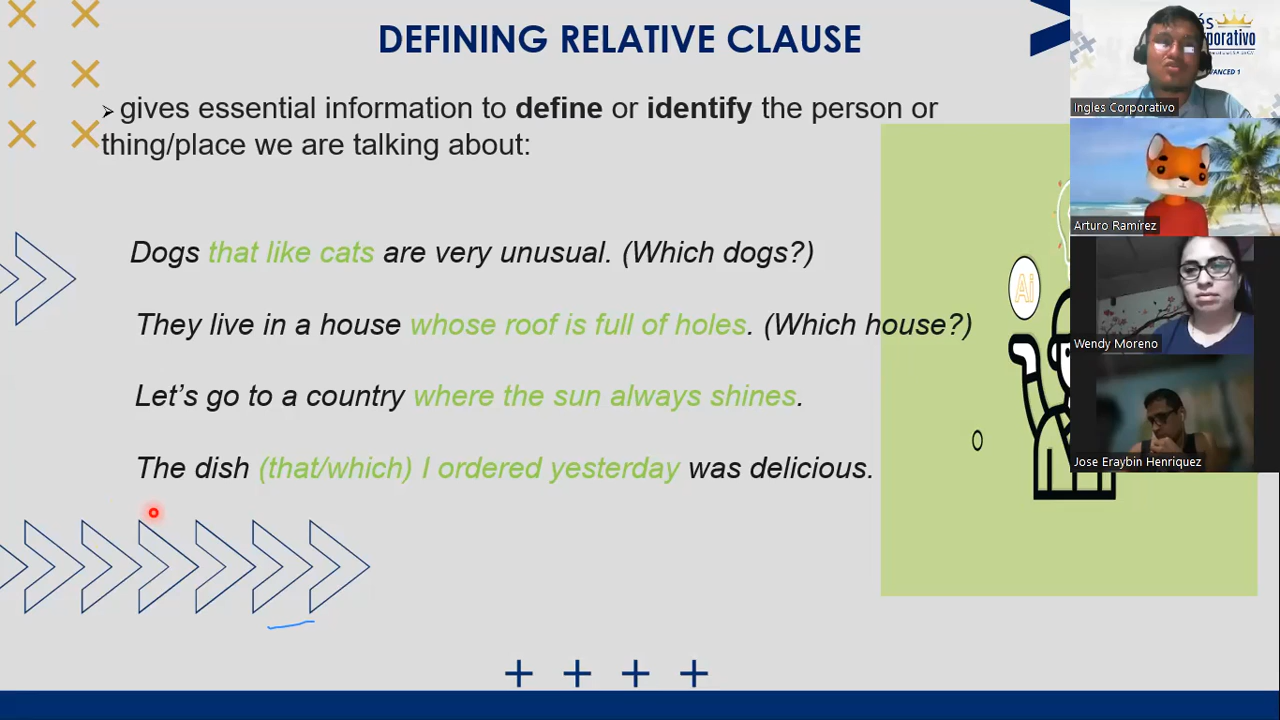 DEFINING RELATIVE CLAUSE
➢ gives essential information to define or identify the person or
thing/place we are talking about:
Dogs that like cats are very unusual. (Which dogs?)
They live in a house whose roof is full of holes. (Which house?)
Let’s go to a country where the sun always shines.
The dish (that/which) I ordered yesterday was delicious.
Ai
Ingles Corporativo
Arturo Ramirez
Wendy Moreno
Jose Eraybin Henriquez